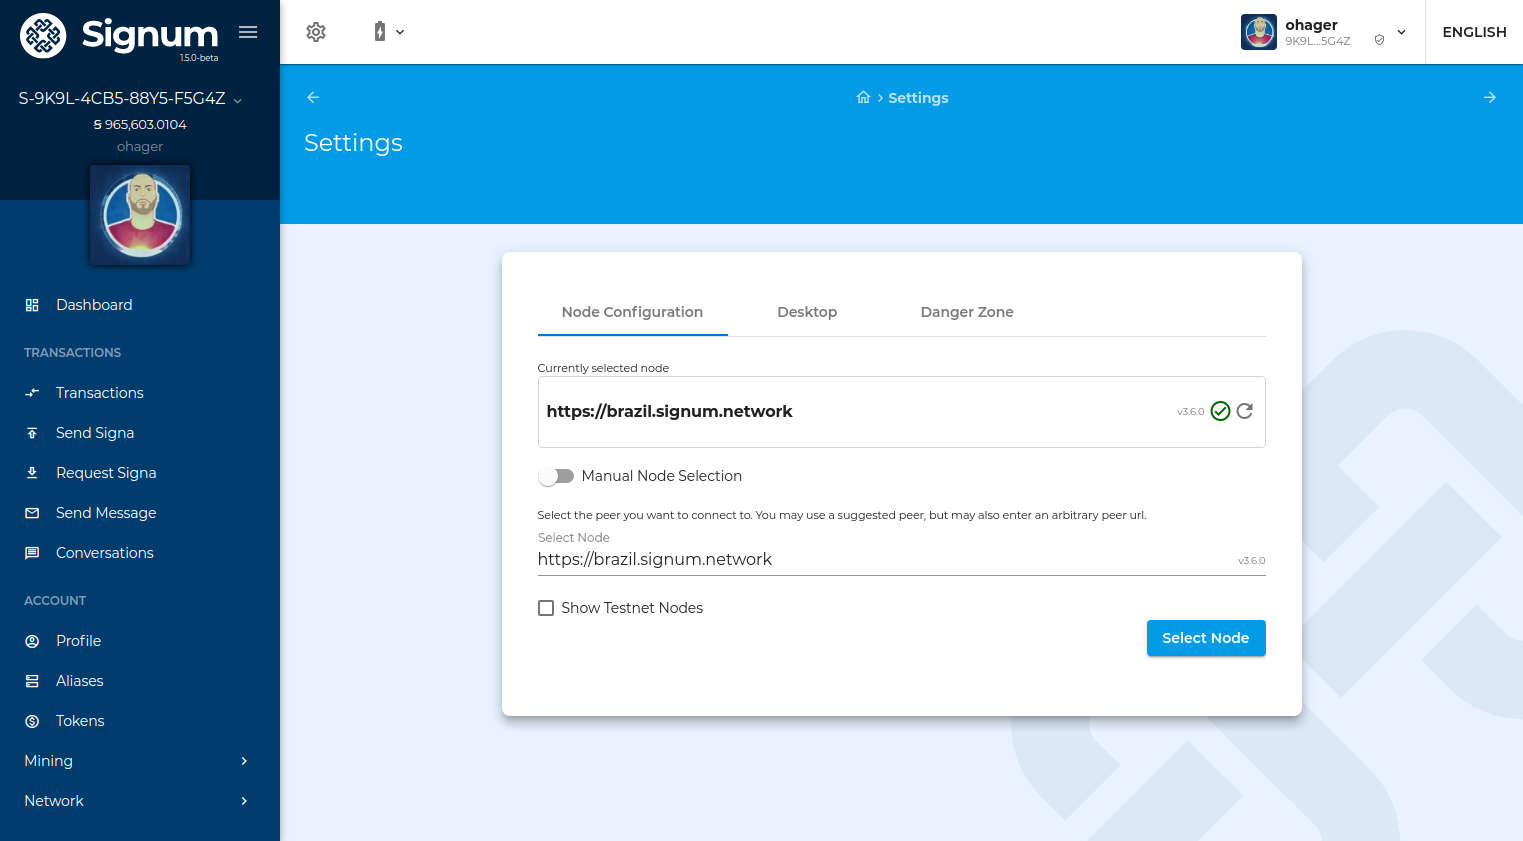 Signum
1.5.0-beta
S-9K9L-4CB5-88Y5-F5G4Z
S 965,603.0104
ohager
Dashboard
TRANSACTIONS
Transactions
Send Signa
Request Signa
Send Message
Conversations
ACCOUNT
Profile
Aliases
Tokens
Mining
Network
ohager
9K9L...5G4Z
ENGLISH
Settings
Settings
Node Configuration
Desktop
Danger Zone
Currently selected node
https://brazil.signum.network
v3.6.0
Manual Node Selection
Select the peer you want to connect to. You may use a suggested peer, but may also enter an arbitrary peer url.
Select Node
https://brazil.signum.network
v3.6.0
Show Testnet Nodes
Select Node